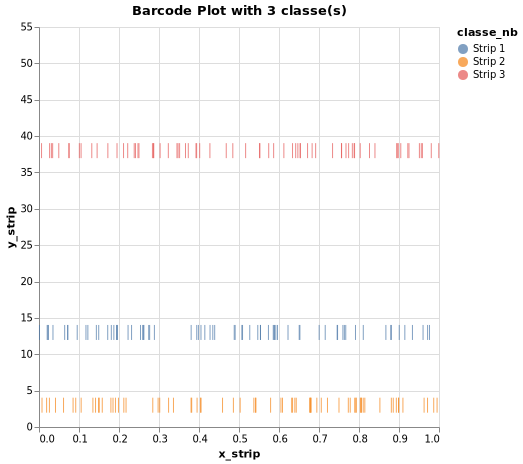 Barcode Plot with 3 classe(s)
classe_nb
Strip 1
Strip 2
Strip 3
55
50
45
40
35
30
25
20
15
10
5
0
y_strip
0.0 0.1 0.2 0.3 0.4 0.5 0.6 0.7 0.8 0.9 1.0
x_strip